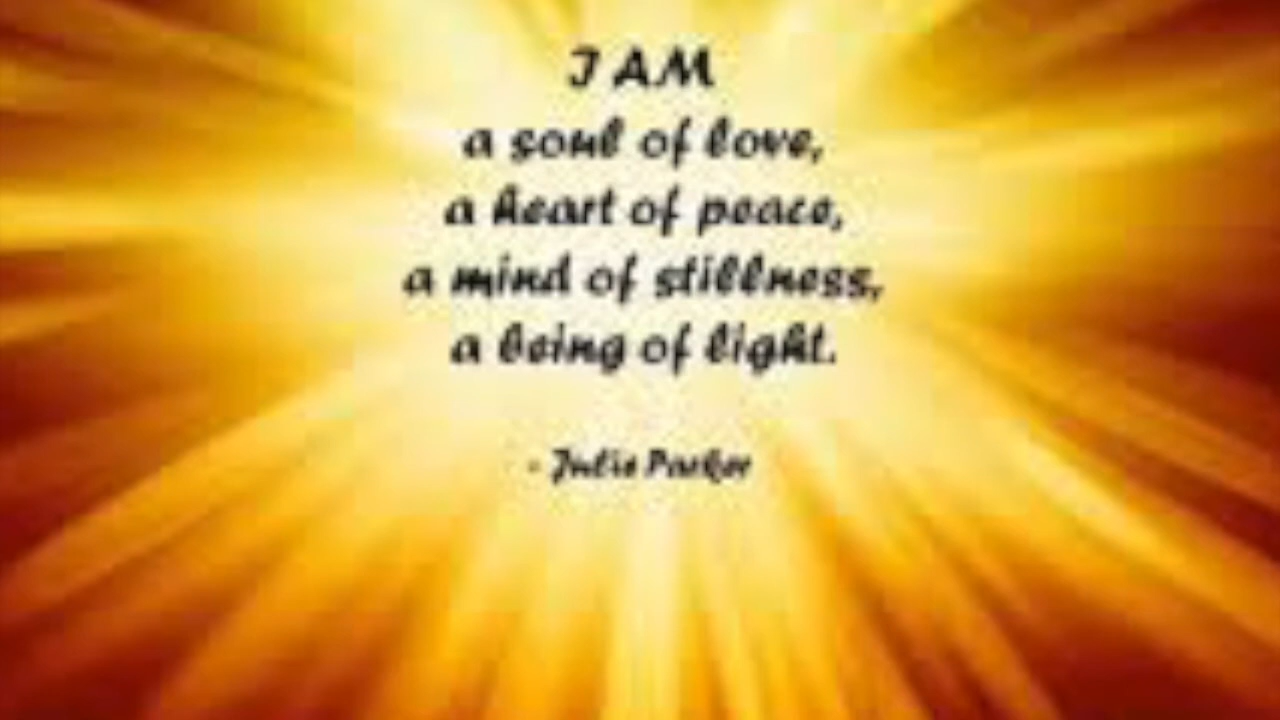 I AM
a soul of love,
a heart of peace,
a mind of stillness,
a being of light.
- Julie Parker